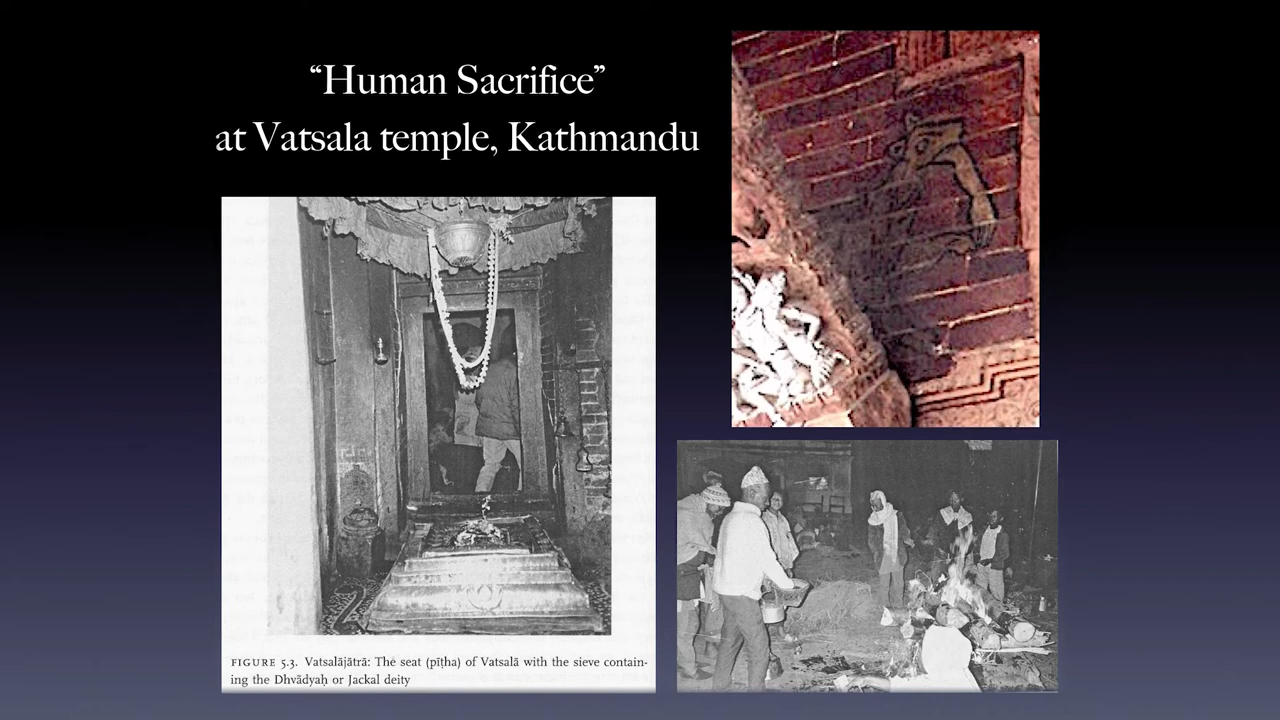 “Human Sacrifice”
at Vatsala temple, Kathmandu
FIGURE 5.3. Vatsalājātrā: The seat (pīṭha) of Vatsalā with the sieve contain-
ing the Dhvādyaḥ or Jackal deity